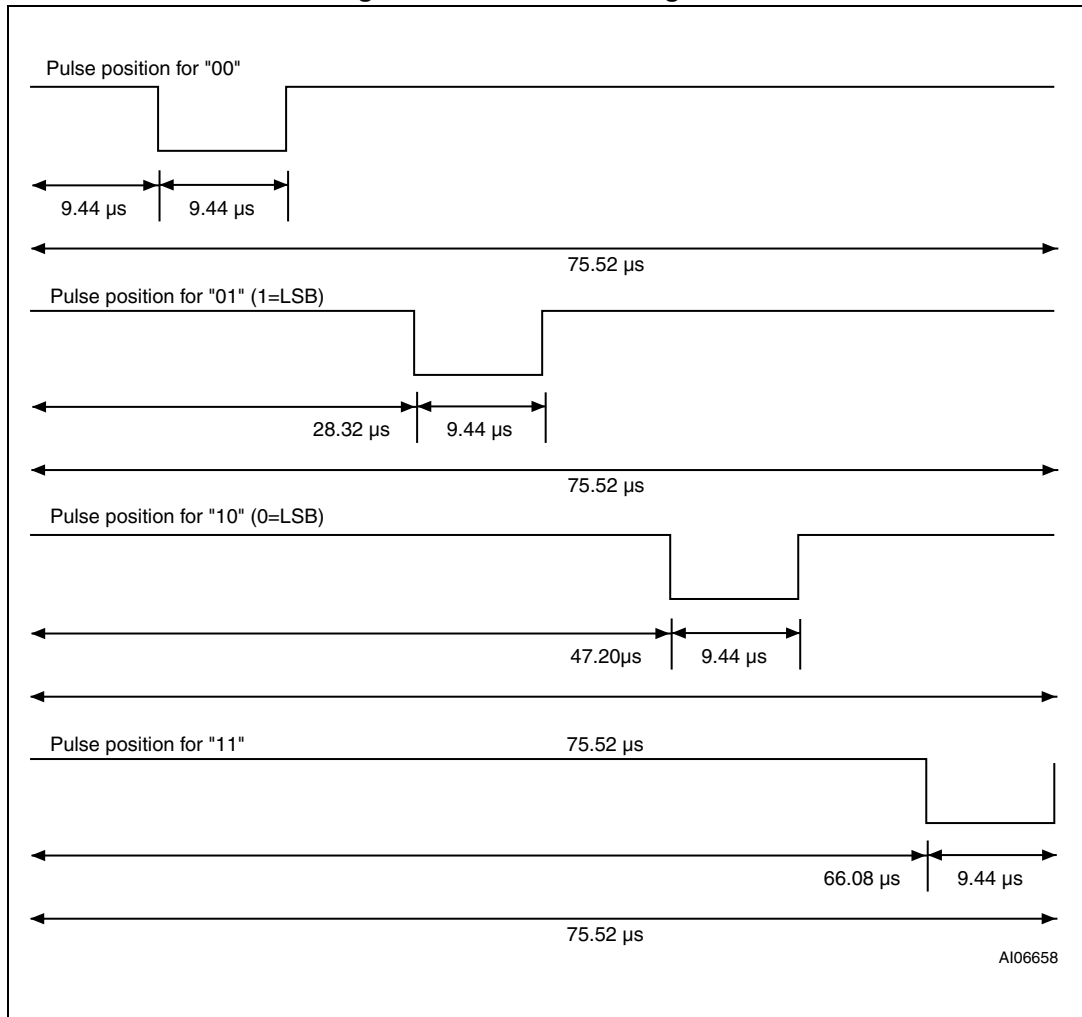 Pulse position for "00"
9.44 µs 9.44 µs
75.52 µs
Pulse position for "01" (1=LSB)
28.32 µs 9.44 µs
75.52 µs
Pulse position for "10" (0=LSB)
47.20µs 9.44 µs
Pulse position for "11" 75.52 µs
66.08 µs 9.44 µs
75.52 µs
AI06658